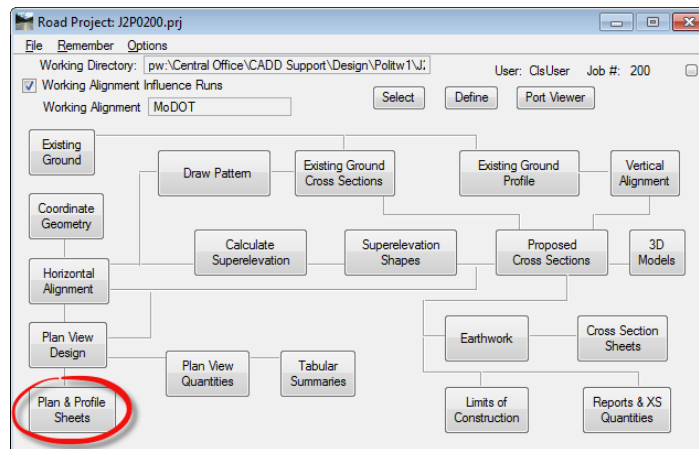 Road Project: J2P0200.prj
File Remember Options
Working Directory: pw:\Central Office\CADD Support\Design\Politw1\J2
User: ClsUser Job #: 200
Working Alignment Influence Runs
Working Alignment MoDOT
Select Define Port Viewer
Existing
Ground
Draw Pattern
Existing Ground
Cross Sections
Existing Ground
Profile
Vertical
Alignment
Coordinate
Geometry
Calculate
Superelevation
Superelevation
Shapes
Proposed
Cross Sections
3D
Models
Horizontal
Alignment
Plan View
Design
Earthwork
Cross Section
Sheets
Plan View
Quantities
Tabular
Summaries
Plan & Profile
Sheets
Limits of
Construction
Reports & XS
Quantities